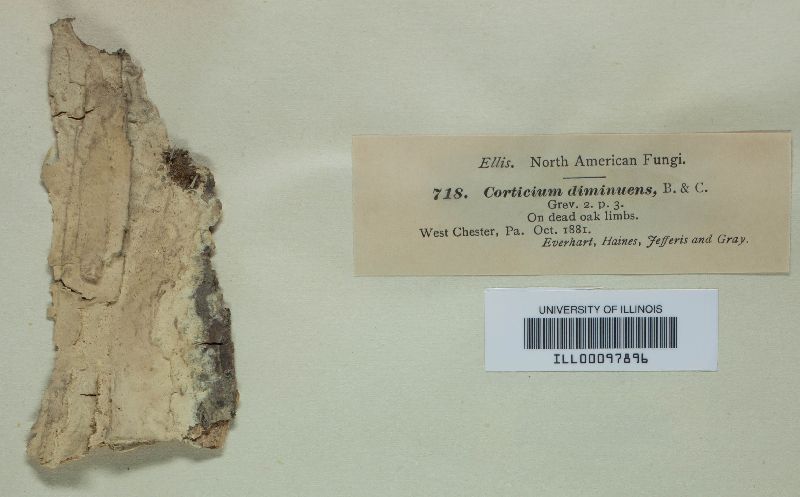 Ellis. North American Fungi.
718. Corticium diminuens, B. & C.
Grev. 2. p. 3.
On dead oak limbs.
West Chester, Pa. Oct. 1881.
Everhart, Haines, Jefferis and Gray.
UNIVERSITY OF ILLINOIS
ILL00097896